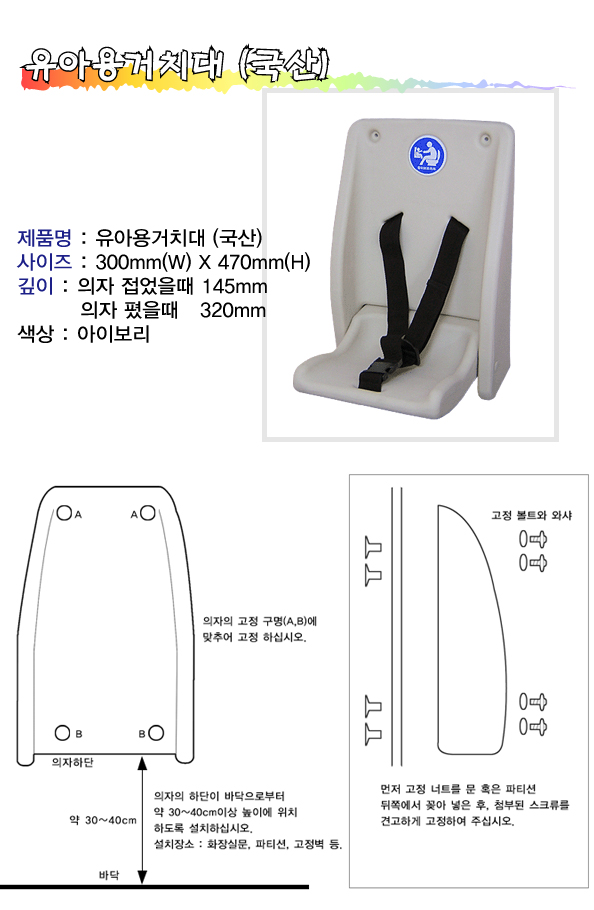 유아용거치대 (국산)
제품명 : 유아용거치대 (국산)
사이즈 : 300mm(W) X 470mm(H)
깊이 : 의자 접었을때 145mm
의자 폈을때 320mm
색상 : 아이보리
A A
의자의 고정 구명(A,B)에
맞추어 고정 하십시오.
B B
의자하단
약 30~40cm
의자의 하단이 바닥으로부터
약 30~40cm이상 높이에 위치
하도록 설치하십시오.
설치장소 : 화장실문, 파티션, 고정벽 등.
바닥
고정 볼트와 와샤
먼저 고정 너트를 문 혹은 파티션
뒤쪽에서 꽂아 넣은 후, 첨부된 스크류를
견고하게 고정하여 주십시오.